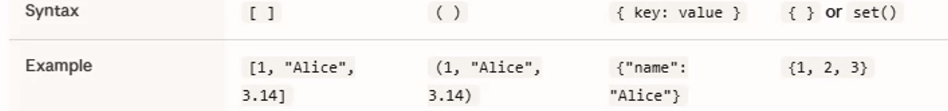 Syntax [ ] ( ) { key: value } { } or set()
Example [1, "Alice", (1, "Alice", {"name": {1, 2, 3}
3.14] 3.14) "Alice"}